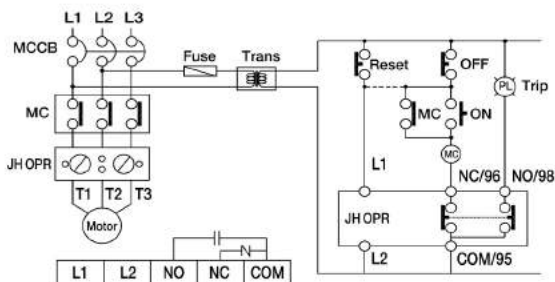 L1 L2 L3
MCCB
Fuse Trans
Reset OFF
PL Trip
MC
MC ON
MC
JH OPR
L1
NC/96 NO/98
T1 T2 T3
Motor
JH OPR
L2 COM/95
L1 L2 NO NC COM